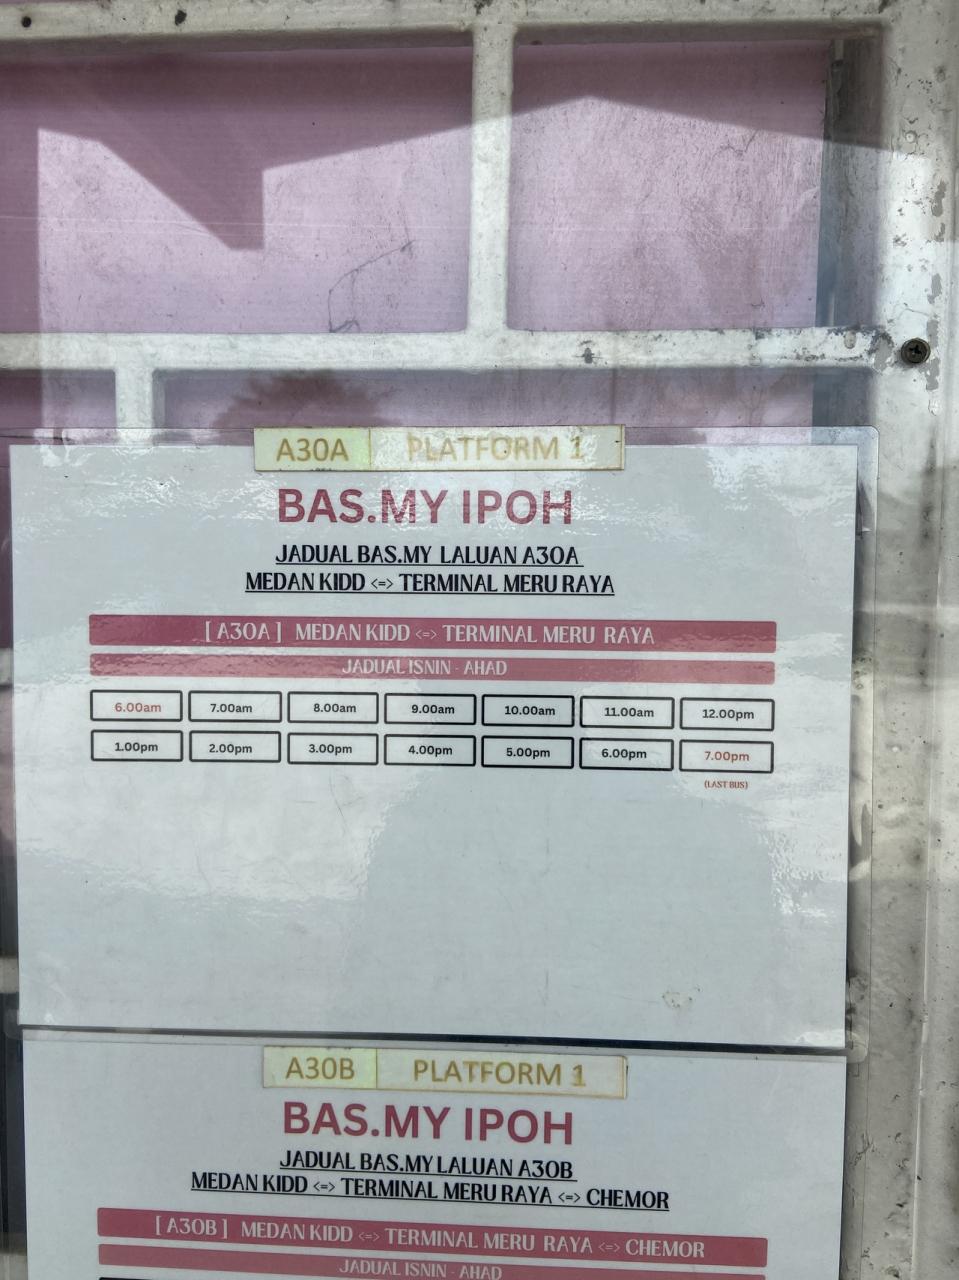 A30A PLATFORM 1
BAS.MY IPOH
JADUAL BAS.MY LALUAN A30A
MEDAN KIDD <=> TERMINAL MERU RAYA
[ A30A ] MEDAN KIDD <=> TERMINAL MERU RAYA
JADUAL ISNIN - AHAD
6.00am 7.00am 8.00am 9.00am 10.00am 11.00am 12.00pm
1.00pm 2.00pm 3.00pm 4.00pm 5.00pm 6.00pm 7.00pm
(LAST BUS)
A30B PLATFORM 1
BAS.MY IPOH
JADUAL BAS.MY LALUAN A30B
MEDAN KIDD <=> TERMINAL MERU RAYA <=> CHEMOR
[ A30B ] MEDAN KIDD <=> TERMINAL MERU RAYA <=> CHEMOR
JADUAL ISNIN - AHAD